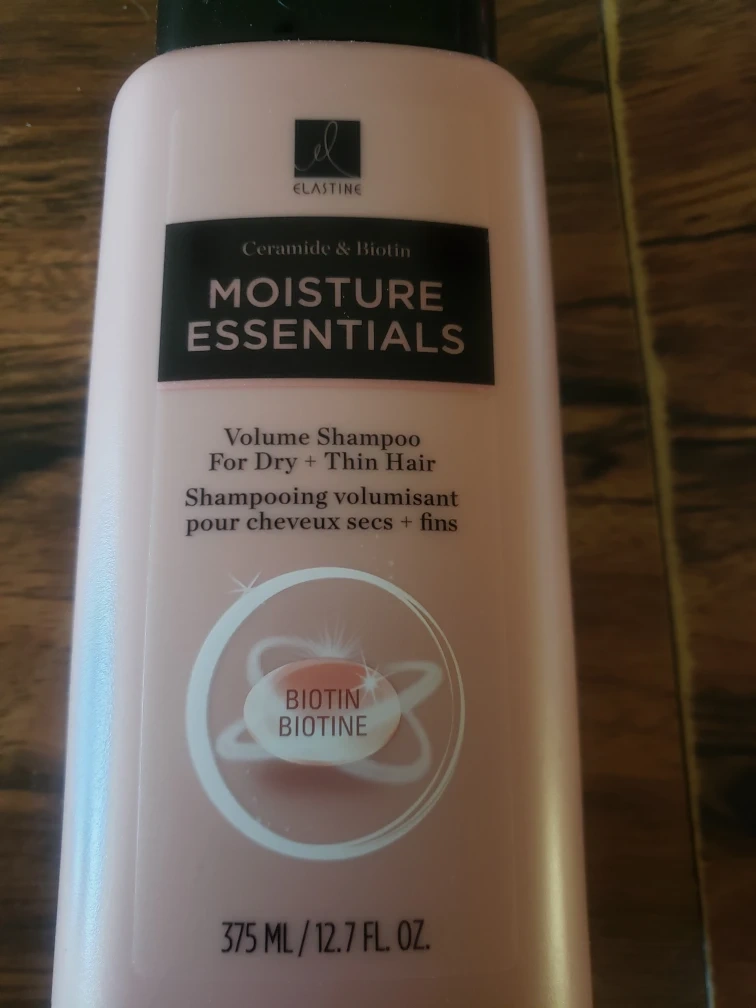 el
ELASTINE
Ceramide & Biotin
MOISTURE
ESSENTIALS
Volume Shampoo
For Dry + Thin Hair
Shampooing volumisant
pour cheveux secs + fins
BIOTIN
BIOTINE
375 ML / 12.7 FL. OZ.